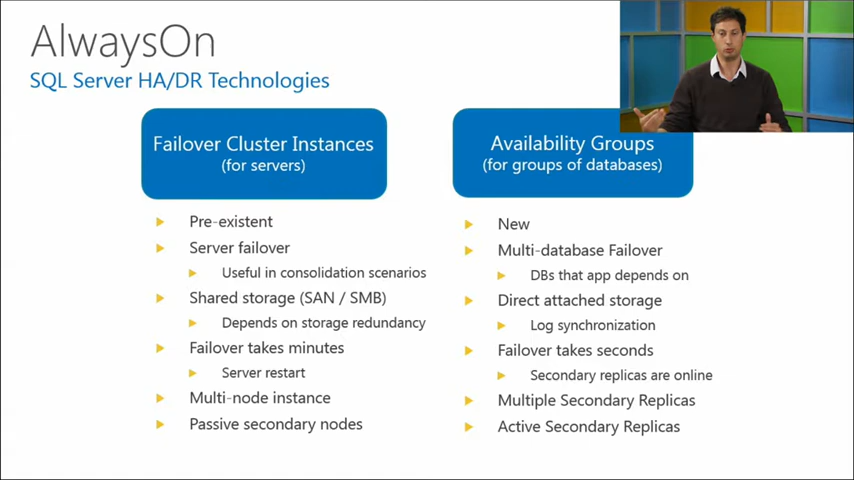 AlwaysOn
SQL Server HA/DR Technologies
Failover Cluster Instances
(for servers)
Pre-existent
Server failover
Useful in consolidation scenarios
Shared storage (SAN / SMB)
Depends on storage redundancy
Failover takes minutes
Server restart
Multi-node instance
Passive secondary nodes
Availability Groups
(for groups of databases)
New
Multi-database Failover
DBs that app depends on
Direct attached storage
Log synchronization
Failover takes seconds
Secondary replicas are online
Multiple Secondary Replicas
Active Secondary Replicas